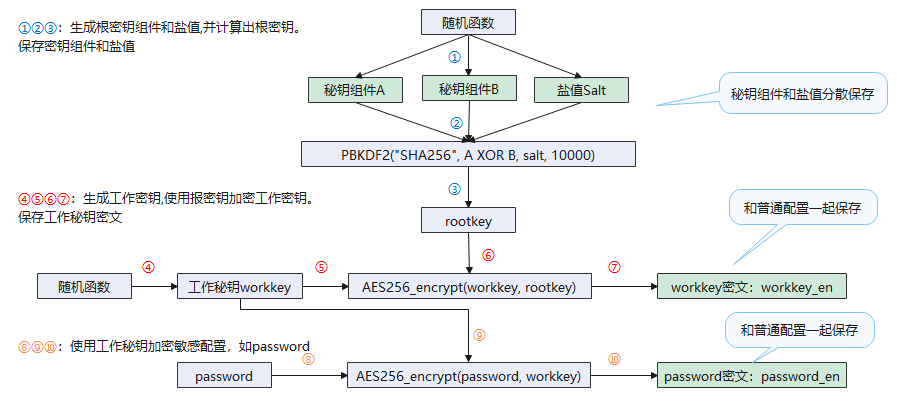 ①②③：生成根密钥组件和盐值,并计算出根密钥。
保存密钥组件和盐值
随机函数
①
秘钥组件A
秘钥组件B
盐值Salt
秘钥组件和盐值分散保存
②
PBKDF2("SHA256", A XOR B, salt, 10000)
③
④⑤⑥⑦：生成工作密钥,使用报密钥加密工作密钥。
保存工作秘钥密文
rootkey
和普通配置一起保存
⑥
④
⑤
⑦
随机函数
工作秘钥workkey
AES256_encrypt(workkey, rootkey)
workkey密文：workkey_en
和普通配置一起保存
⑨
⑧⑨⑩：使用工作秘钥加密敏感配置，如password
⑧
⑩
password
AES256_encrypt(password, workkey)
password密文：password_en